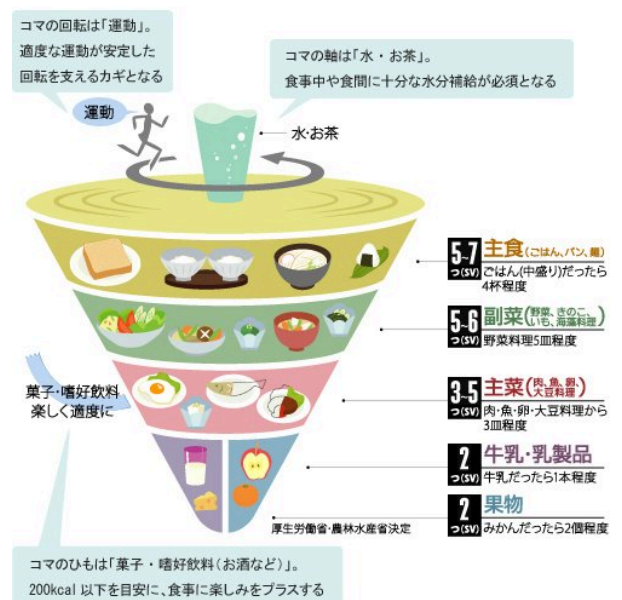 コマの回転は「運動」。
適度な運動が安定した
回転を支えるカギとなる
コマの軸は「水・お茶」。
食事中や食間に十分な水分補給が必須となる
運動
水・お茶
5~7
つ(SV)
主食(ごはん、パン、麺)
ごはん(中盛り)だったら
4杯程度
5~6
つ(SV)
副菜(野菜、きのこ、
いも、海藻料理)
野菜料理5皿程度
菓子・嗜好飲料
楽しく適度に
3~5
つ(SV)
主菜(肉、魚、卵、
大豆料理)
肉・魚・卵・大豆料理から
3皿程度
2
つ(SV)
牛乳・乳製品
牛乳だったら1本程度
2
つ(SV)
果物
みかんだったら2個程度
厚生労働省・農林水産省決定
コマのひもは「菓子・嗜好飲料(お酒など)」。
200kcal 以下を目安に、食事に楽しみをプラスする